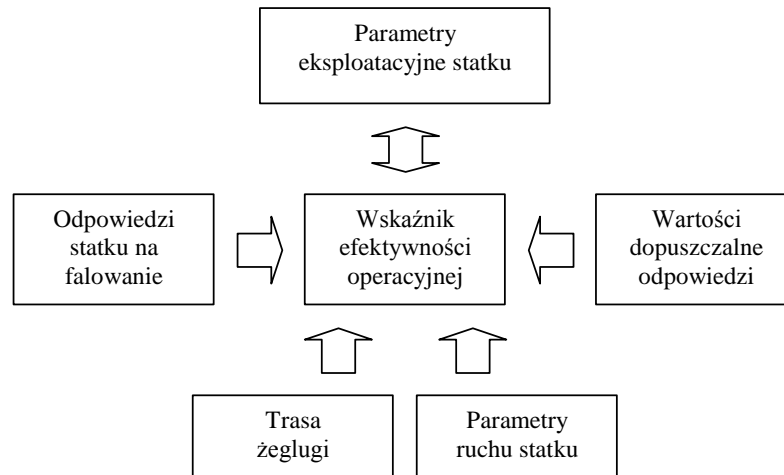 Parametry
eksploatacyjne statku
Odpowiedzi
statku na
falowanie
Wskaźnik
efektywności
operacyjnej
Wartości
dopuszczalne
odpowiedzi
Trasa
żeglugi
Parametry
ruchu statku